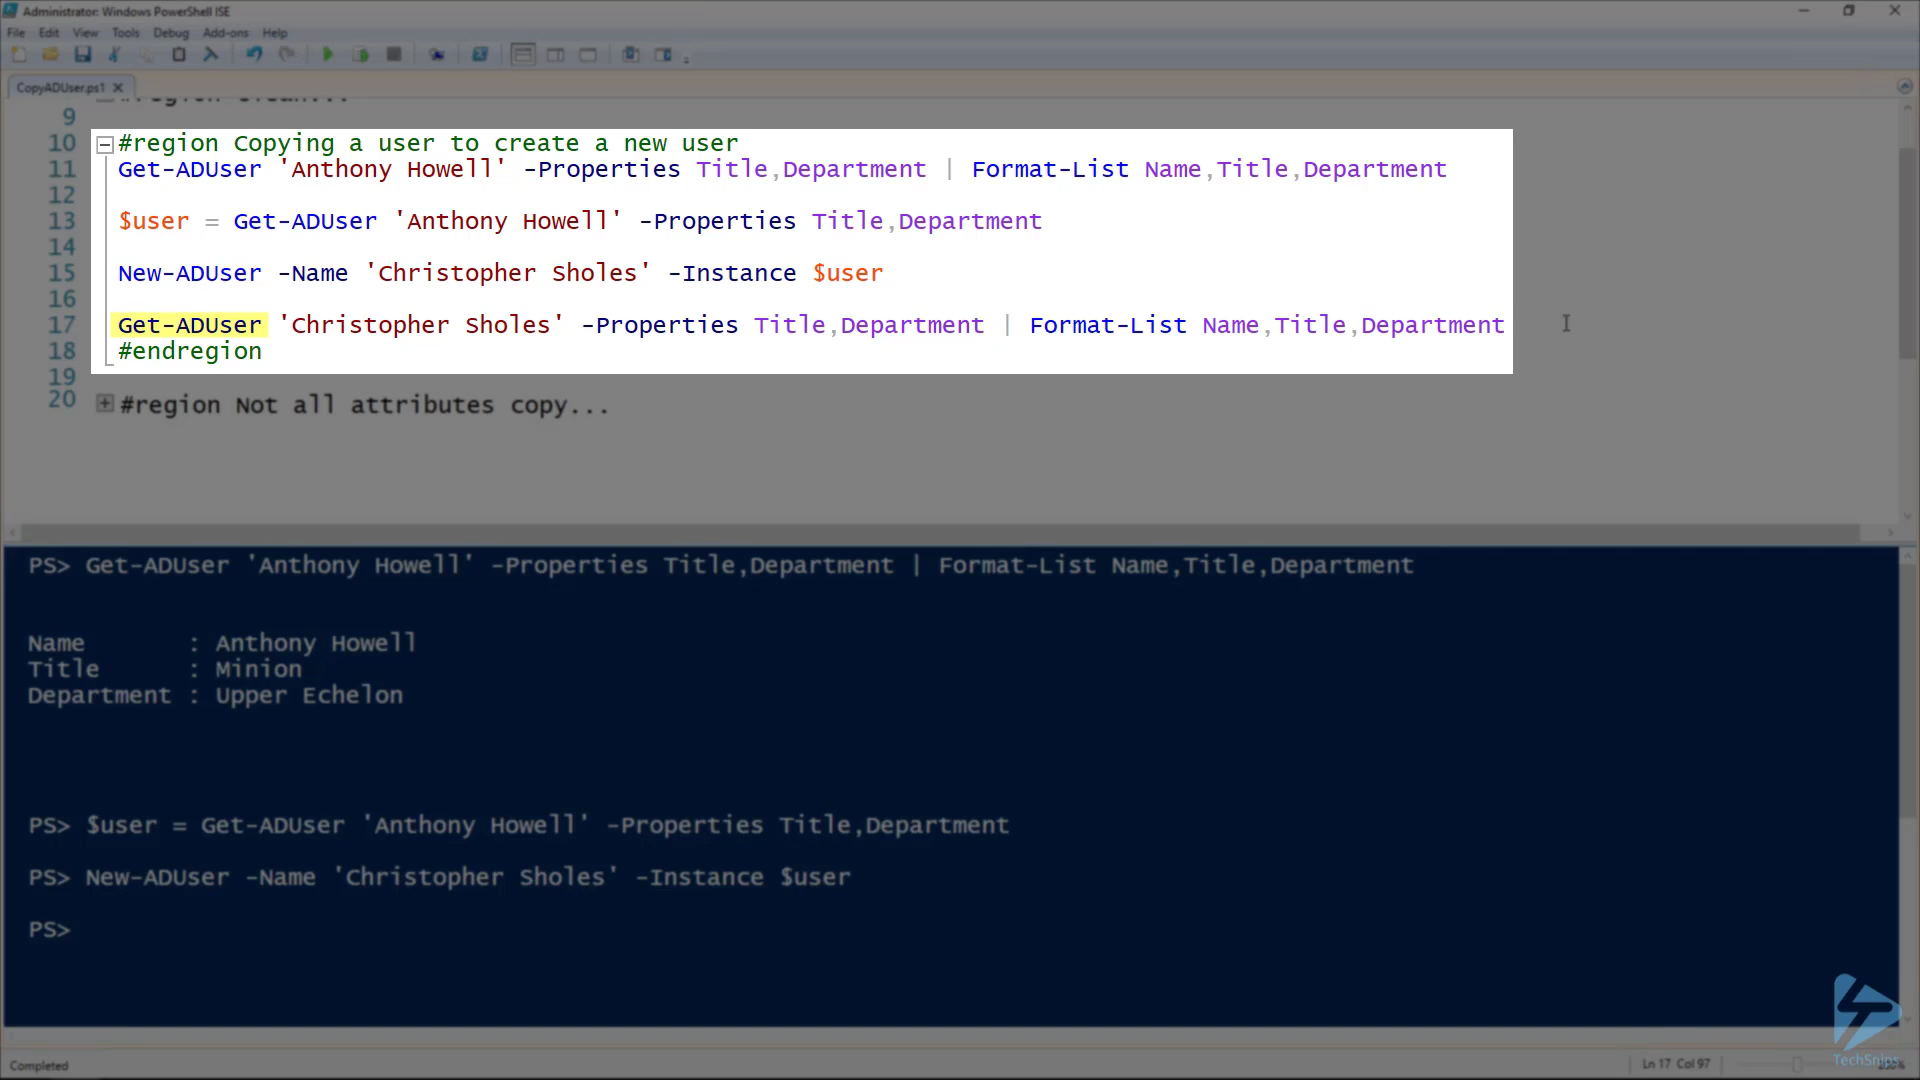 Administrator: Windows PowerShell ISE
File Edit View Tools Debug Add-ons Help
CopyADUser.ps1
9
10 #region Copying a user to create a new user
11 Get-ADUser 'Anthony Howell' -Properties Title,Department | Format-List Name,Title,Department
12
13 $user = Get-ADUser 'Anthony Howell' -Properties Title,Department
14
15 New-ADUser -Name 'Christopher Sholes' -Instance $user
16
17 Get-ADUser 'Christopher Sholes' -Properties Title,Department | Format-List Name,Title,Department
18 #endregion
19
20 #region Not all attributes copy...
PS> Get-ADUser 'Anthony Howell' -Properties Title,Department | Format-List Name,Title,Department
Name : Anthony Howell
Title : Minion
Department : Upper Echelon
PS> $user = Get-ADUser 'Anthony Howell' -Properties Title,Department
PS> New-ADUser -Name 'Christopher Sholes' -Instance $user
PS>
TechSnips
Completed
Ln 17 Col 97